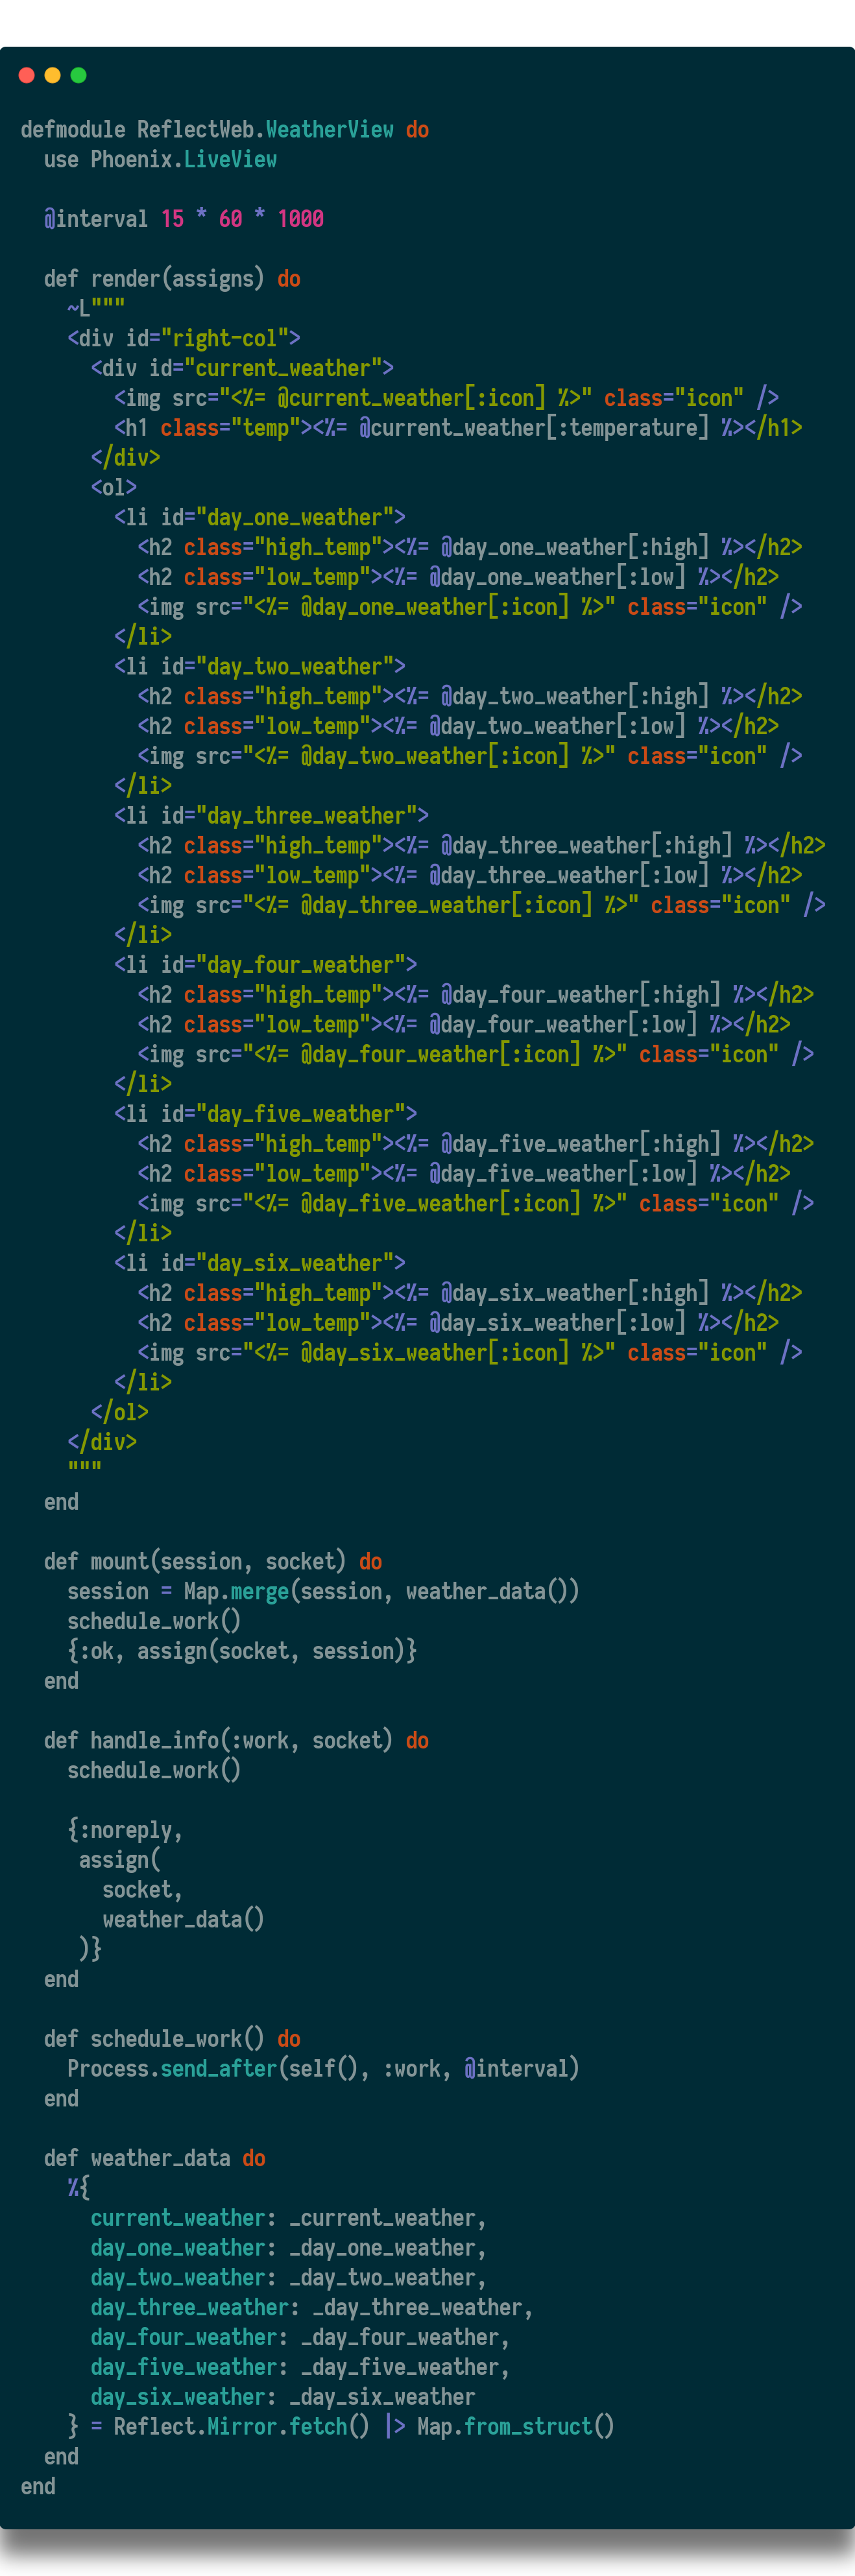 defmodule ReflectWeb.WeatherView do
  use Phoenix.LiveView

  @interval 15 * 60 * 1000

  def render(assigns) do
    ~L"""
    <div id="right-col">
      <div id="current_weather">
        <img src="<%= @current_weather[:icon] %>" class="icon" />
        <h1 class="temp"><%= @current_weather[:temperature] %></h1>
      </div>
      <ol>
        <li id="day_one_weather">
          <h2 class="high_temp"><%= @day_one_weather[:high] %></h2>
          <h2 class="low_temp"><%= @day_one_weather[:low] %></h2>
          <img src="<%= @day_one_weather[:icon] %>" class="icon" />
        </li>
        <li id="day_two_weather">
          <h2 class="high_temp"><%= @day_two_weather[:high] %></h2>
          <h2 class="low_temp"><%= @day_two_weather[:low] %></h2>
          <img src="<%= @day_two_weather[:icon] %>" class="icon" />
        </li>
        <li id="day_three_weather">
          <h2 class="high_temp"><%= @day_three_weather[:high] %></h2>
          <h2 class="low_temp"><%= @day_three_weather[:low] %></h2>
          <img src="<%= @day_three_weather[:icon] %>" class="icon" />
        </li>
        <li id="day_four_weather">
          <h2 class="high_temp"><%= @day_four_weather[:high] %></h2>
          <h2 class="low_temp"><%= @day_four_weather[:low] %></h2>
          <img src="<%= @day_four_weather[:icon] %>" class="icon" />
        </li>
        <li id="day_five_weather">
          <h2 class="high_temp"><%= @day_five_weather[:high] %></h2>
          <h2 class="low_temp"><%= @day_five_weather[:low] %></h2>
          <img src="<%= @day_five_weather[:icon] %>" class="icon" />
        </li>
        <li id="day_six_weather">
          <h2 class="high_temp"><%= @day_six_weather[:high] %></h2>
          <h2 class="low_temp"><%= @day_six_weather[:low] %></h2>
          <img src="<%= @day_six_weather[:icon] %>" class="icon" />
        </li>
      </ol>
    </div>
    """
  end

  def mount(session, socket) do
    session = Map.merge(session, weather_data())
    schedule_work()
    {:ok, assign(socket, session)}
  end

  def handle_info(:work, socket) do
    schedule_work()

    {:noreply,
     assign(
       socket,
       weather_data()
     )}
  end

  def schedule_work() do
    Process.send_after(self(), :work, @interval)
  end

  def weather_data do
    %{
      current_weather: _current_weather,
      day_one_weather: _day_one_weather,
      day_two_weather: _day_two_weather,
      day_three_weather: _day_three_weather,
      day_four_weather: _day_four_weather,
      day_five_weather: _day_five_weather,
      day_six_weather: _day_six_weather
    } = Reflect.Mirror.fetch() |> Map.from_struct()
  end
end